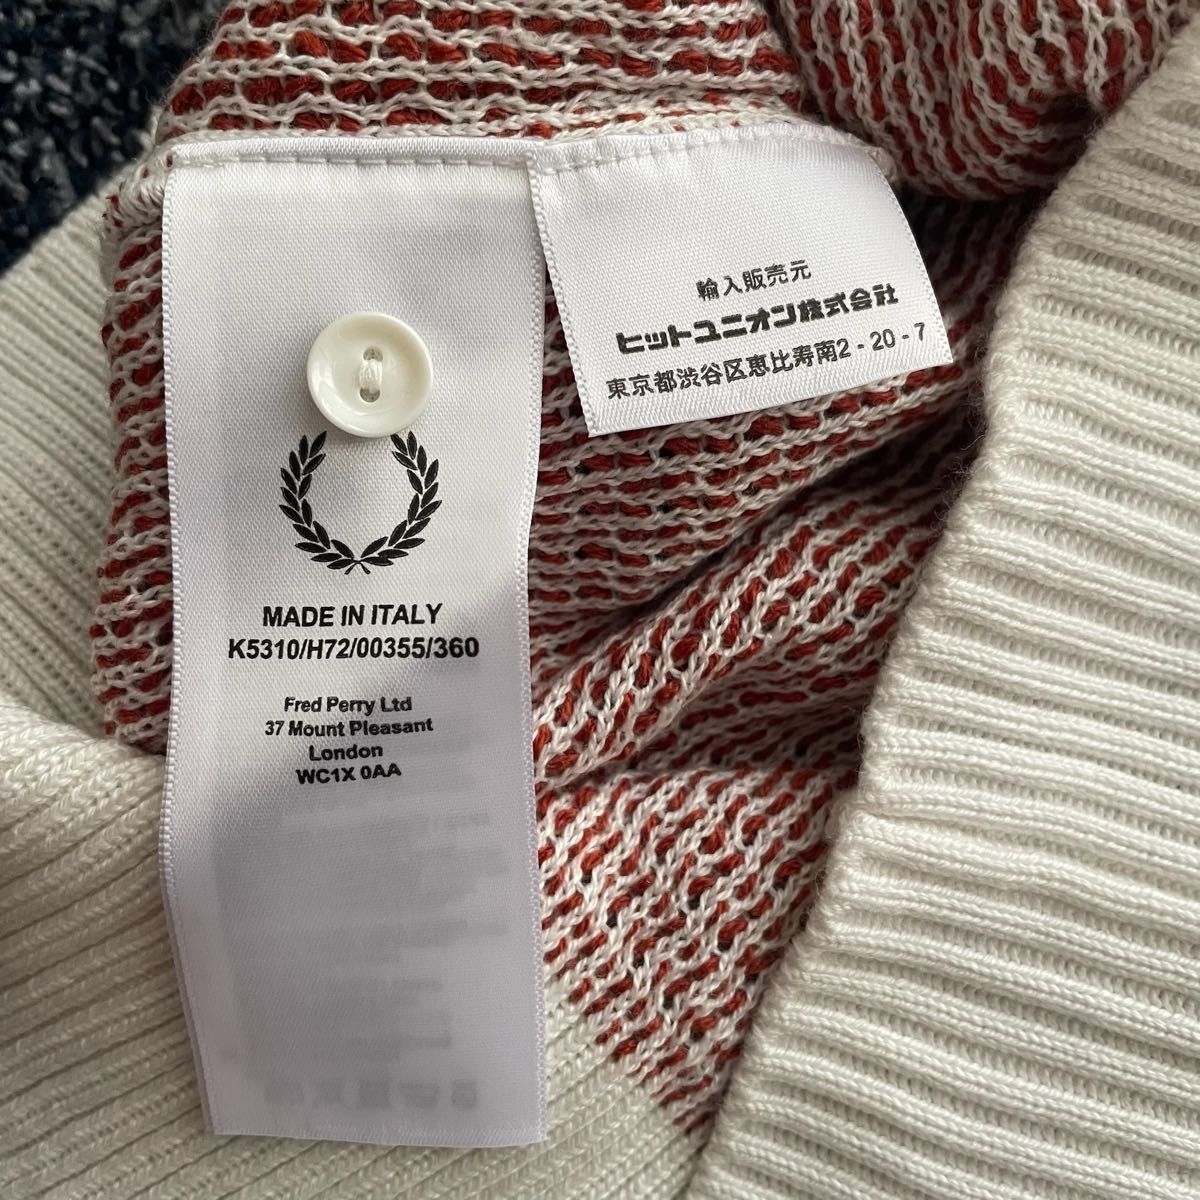 MADE IN ITALY
K5310/H72/00355/360
Fred Perry Ltd
37 Mount Pleasant
London
WC1X 0AA
輸入販売元
ヒットユニオン株式会社
東京都渋谷区恵比寿南2-20-7